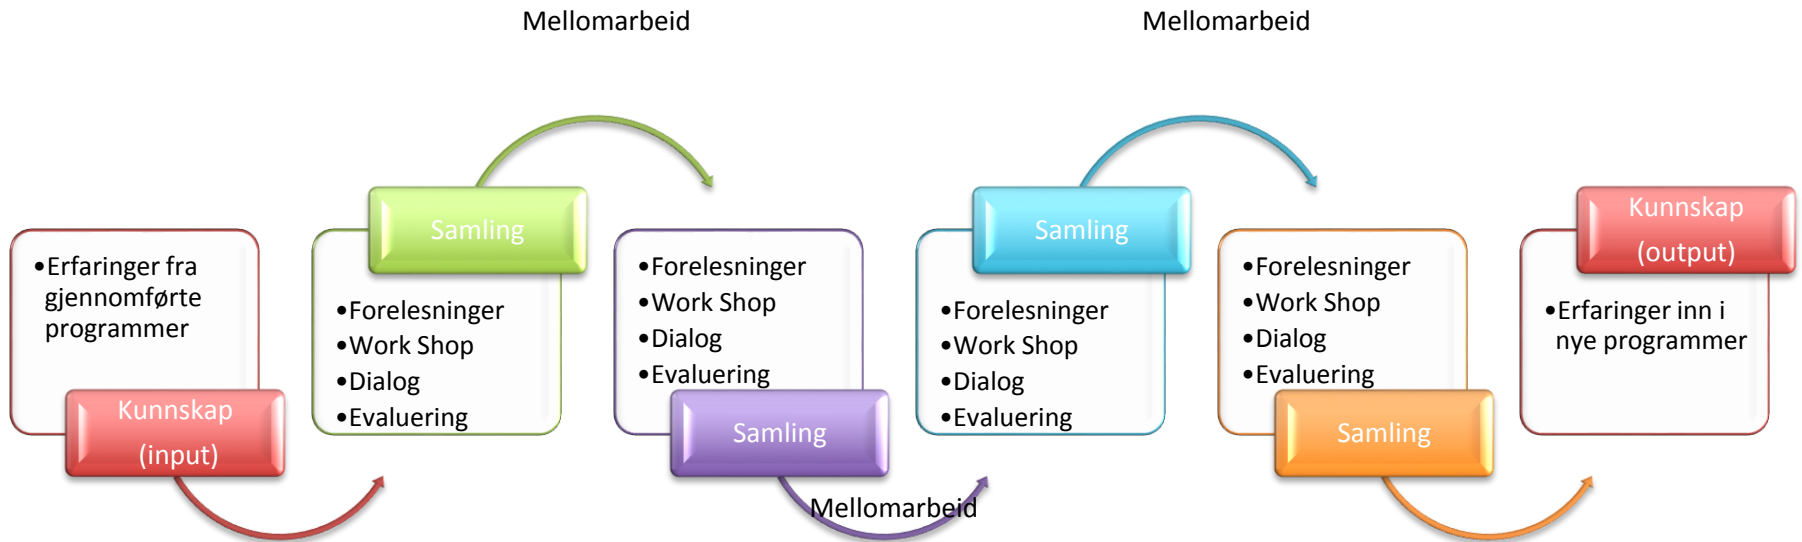 Mellomarbeid
Mellomarbeid
•Erfaringer fra
gjennomførte
programmer
Kunnskap
(input)
Samling
•Forelesninger
•Work Shop
•Dialog
•Evaluering
•Forelesninger
•Work Shop
•Dialog
•Evaluering
Samling
Mellomarbeid
Samling
•Forelesninger
•Work Shop
•Dialog
•Evaluering
•Forelesninger
•Work Shop
•Dialog
•Evaluering
Samling
Kunnskap
(output)
•Erfaringer inn i
nye programmer